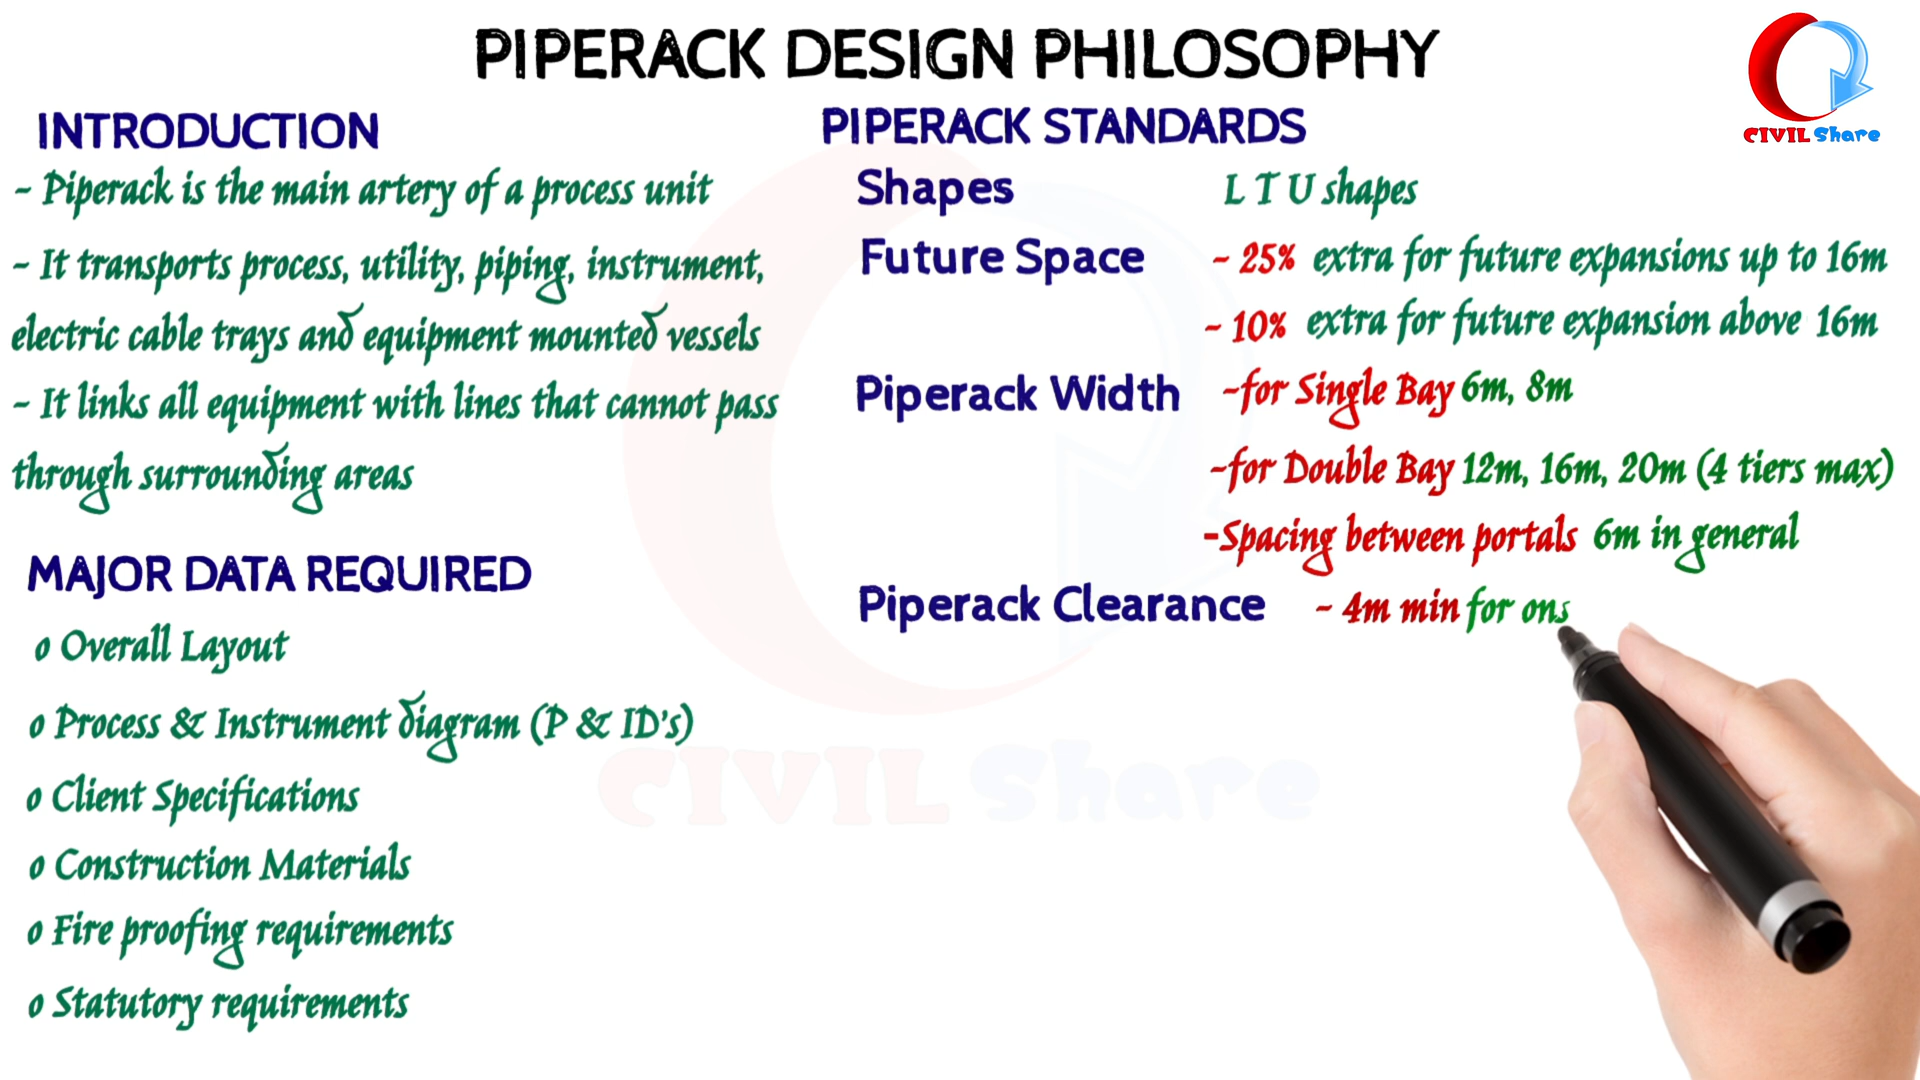 PIPERACK DESIGN PHILOSOPHY
CIVIL Share
INTRODUCTION
- Piperack is the main artery of a process unit
- It transports process, utility, piping, instrument,
electric cable trays and equipment mounted vessels
- It links all equipment with lines that cannot pass
through surrounding areas
MAJOR DATA REQUIRED
o Overall Layout
o Process & Instrument diagram (P & ID's)
o Client Specifications
o Construction Materials
o Fire proofing requirements
o Statutory requirements
PIPERACK STANDARDS
Shapes L T U shapes
Future Space - 25% extra for future expansions up to 16m
- 10% extra for future expansion above 16m
Piperack Width -for Single Bay 6m, 8m
-for Double Bay 12m, 16m, 20m (4 tiers max)
-Spacing between portals 6m in general
Piperack Clearance - 4m min for ons
CIVIL Share